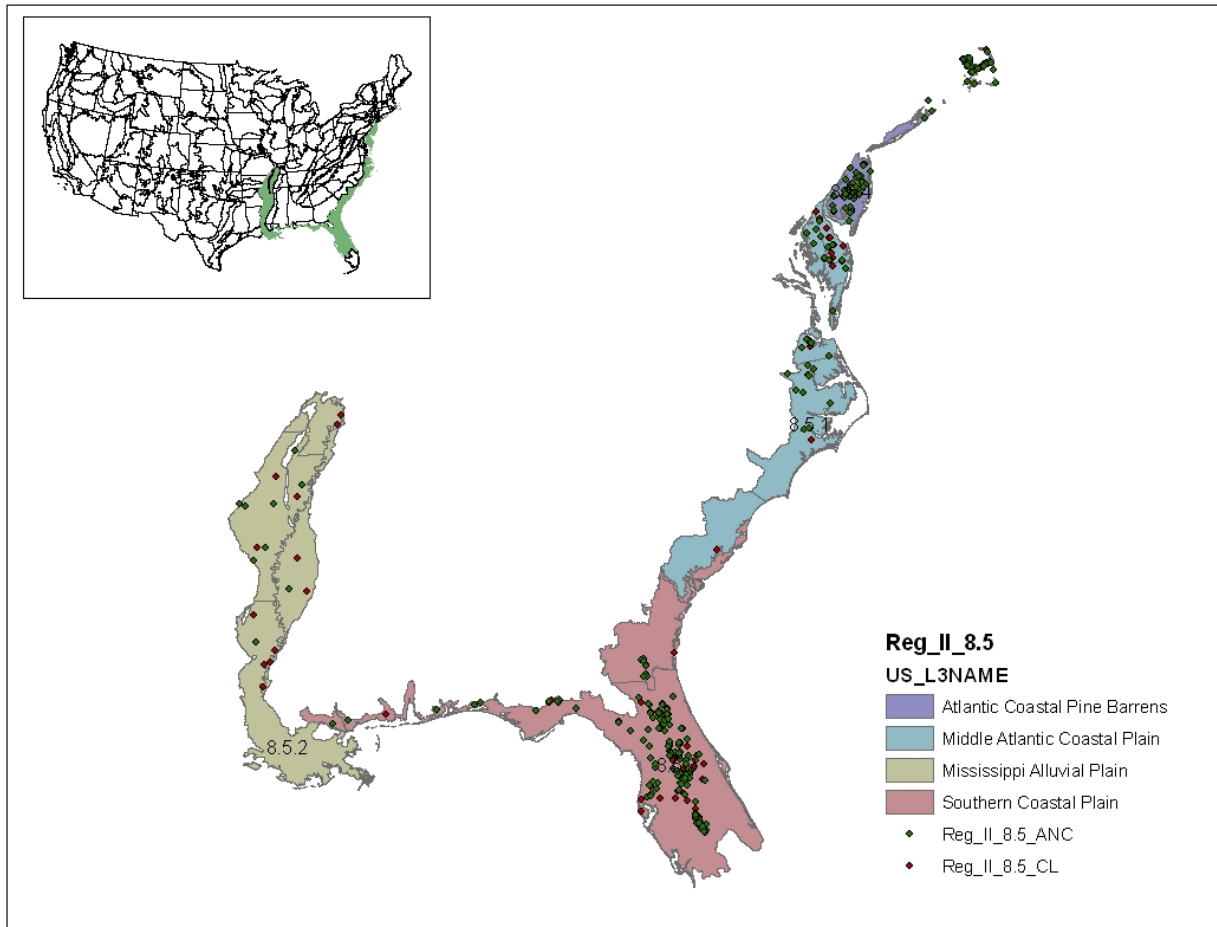 8.5.1
8.5.2
Reg_II_8.5
US_L3NAME
Atlantic Coastal Pine Barrens
Middle Atlantic Coastal Plain
Mississippi Alluvial Plain
Southern Coastal Plain
Reg_II_8.5_ANC
Reg_II_8.5_CL